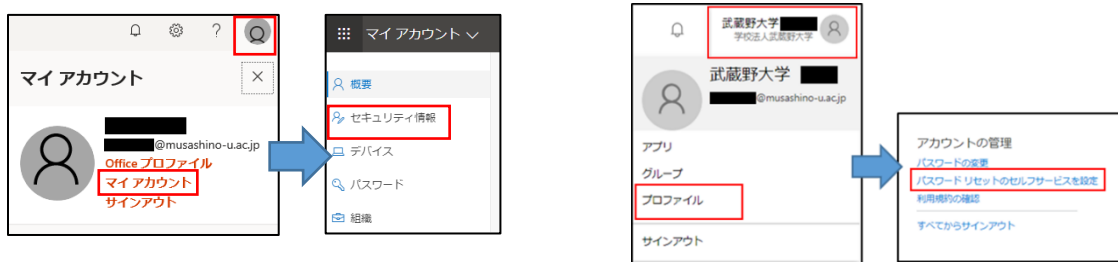 ?
マイ アカウント
@musashino-u.ac.jp
Office プロファイル
マイ アカウント
サインアウト
マイ アカウント
概要
セキュリティ情報
デバイス
パスワード
組織
武蔵野大学
学校法人武蔵野大学
武蔵野大学
@musashino-u.ac.jp
アプリ
グループ
プロファイル
サインアウト
アカウントの管理
パスワードの変更
パスワード リセットのセルフサービスを設定
利用規約の確認
すべてからサインアウト